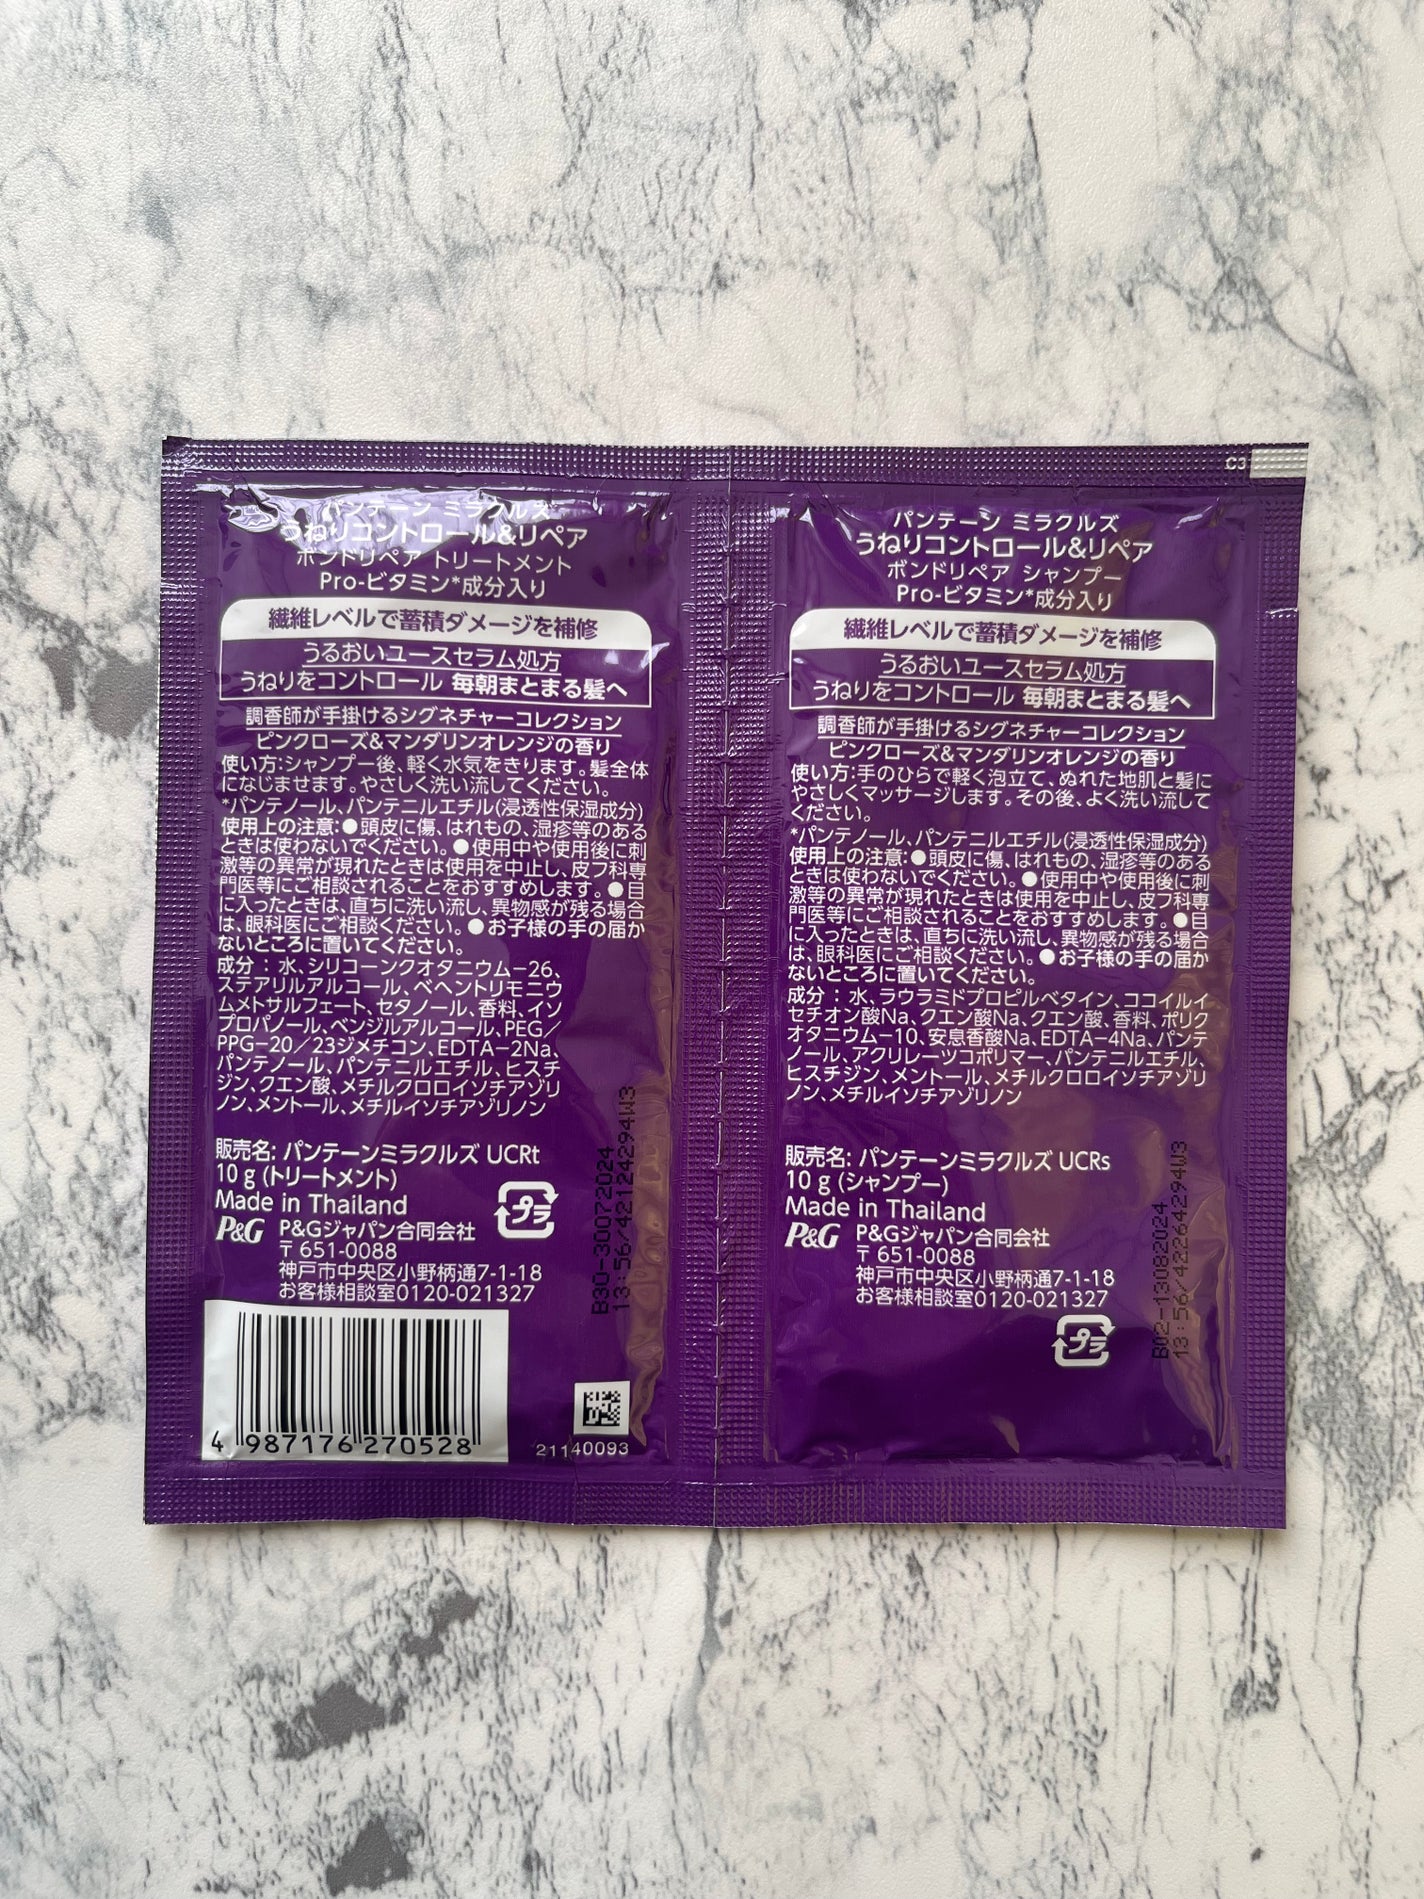 パンテーン ミラクルズ
うねりコントロール&リペア
ボンドリペア トリートメント
Pro-ビタミン*成分入り
繊維レベルで蓄積ダメージを補修
うるおいユースセラム処方
うねりをコントロール 毎朝まとまる髪へ
調香師が手掛けるシグネチャーコレクション
ピンクローズ&マンダリンオレンジの香り
使い方:シャンプー後、軽く水気をきります。髪全体
になじませます。やさしく洗い流してください。
*パンテノール、パンテニルエチル(浸透性保湿成分)
使用上の注意:●頭皮に傷、はれもの、湿疹等のある
ときは使わないでください。●使用中や使用後に刺
激等の異常が現れたときは使用を中止し、皮フ科専
門医等にご相談されることをおすすめします。●目
に入ったときは、直ちに洗い流し、異物感が残る場合
は、眼科医にご相談ください。●お子様の手の届か
ないところに置いてください。
成分：水、シリコーンクオタニウム-26、
ステアリルアルコール、ベヘントリモニウ
ムメトサルフェート、セタノール、香料、イソ
プロパノール、ベンジルアルコール、PEG/
PPG-20/23ジメチコン、EDTA-2Na、
パンテノール、パンテニルエチル、ヒスチ
ジン、クエン酸、メチルクロロイソチアゾリ
ノン、メントール、メチルイソチアゾリノン
販売名: パンテーンミラクルズ UCRt
10 g (トリートメント)
Made in Thailand
プラ
P&G P&Gジャパン合同会社
〒651-0088
神戸市中央区小野柄通7-1-18
お客様相談室0120-021327
B30-30072024
13:56/42124294W3
4 987176 270528
21140093
C3
パンテーン ミラクルズ
うねりコントロール&リペア
ボンドリペア シャンプー
Pro-ビタミン*成分入り
繊維レベルで蓄積ダメージを補修
うるおいユースセラム処方
うねりをコントロール 毎朝まとまる髪へ
調香師が手掛けるシグネチャーコレクション
ピンクローズ&マンダリンオレンジの香り
使い方:手のひらで軽く泡立て、ぬれた地肌と髪に
やさしくマッサージします。その後、よく洗い流して
ください。
*パンテノール、パンテニルエチル(浸透性保湿成分)
使用上の注意:●頭皮に傷、はれもの、湿疹等のある
ときは使わないでください。●使用中や使用後に刺
激等の異常が現れたときは使用を中止し、皮フ科専
門医等にご相談されることをおすすめします。●目
に入ったときは、直ちに洗い流し、異物感が残る場合
は、眼科医にご相談ください。●お子様の手の届か
ないところに置いてください。
成分：水、ラウラミドプロピルベタイン、ココイルイ
セチオン酸Na、クエン酸Na、クエン酸、香料、ポリク
オタニウム-10、安息香酸Na、EDTA-4Na、パンテ
ノール、アクリレーツコポリマー、パンテニルエチル、
ヒスチジン、メントール、メチルクロロイソチアゾリ
ノン、メチルイソチアゾリノン
販売名: パンテーンミラクルズ UCRs
10 g (シャンプー)
Made in Thailand
P&G P&Gジャパン合同会社
〒651-0088
神戸市中央区小野柄通7-1-18
お客様相談室0120-021327
プラ
B02-13082024
13:56/42264294W3